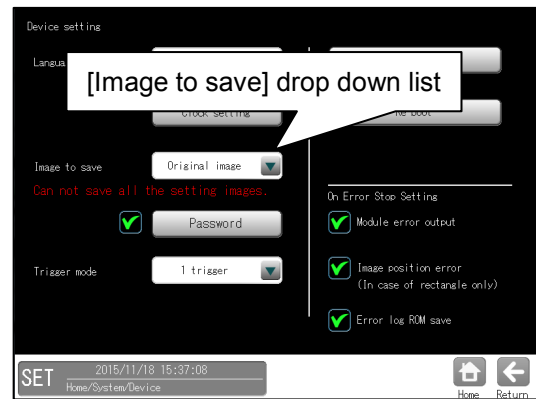 Device setting
Langua
[Image to save] drop down list
Clock setting
Re boot
Image to save
Original image
Can not save all the setting images.
Password
Trigger mode
1 trigger
On Error Stop Setting
Module error output
Image position error
(In case of rectangle only)
Error log ROM save
SET
2015/11/18 15:37:08
Home/System/Device
Home
Return